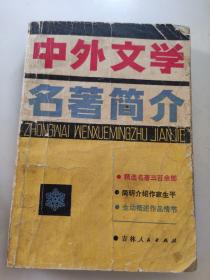 中外文学
名著简介
ZHONGWAI WENXUEMINGZHU JIANJIE
精选名著三百余部
简明介绍作家生平
生动概述作品情节
吉林人民出版社